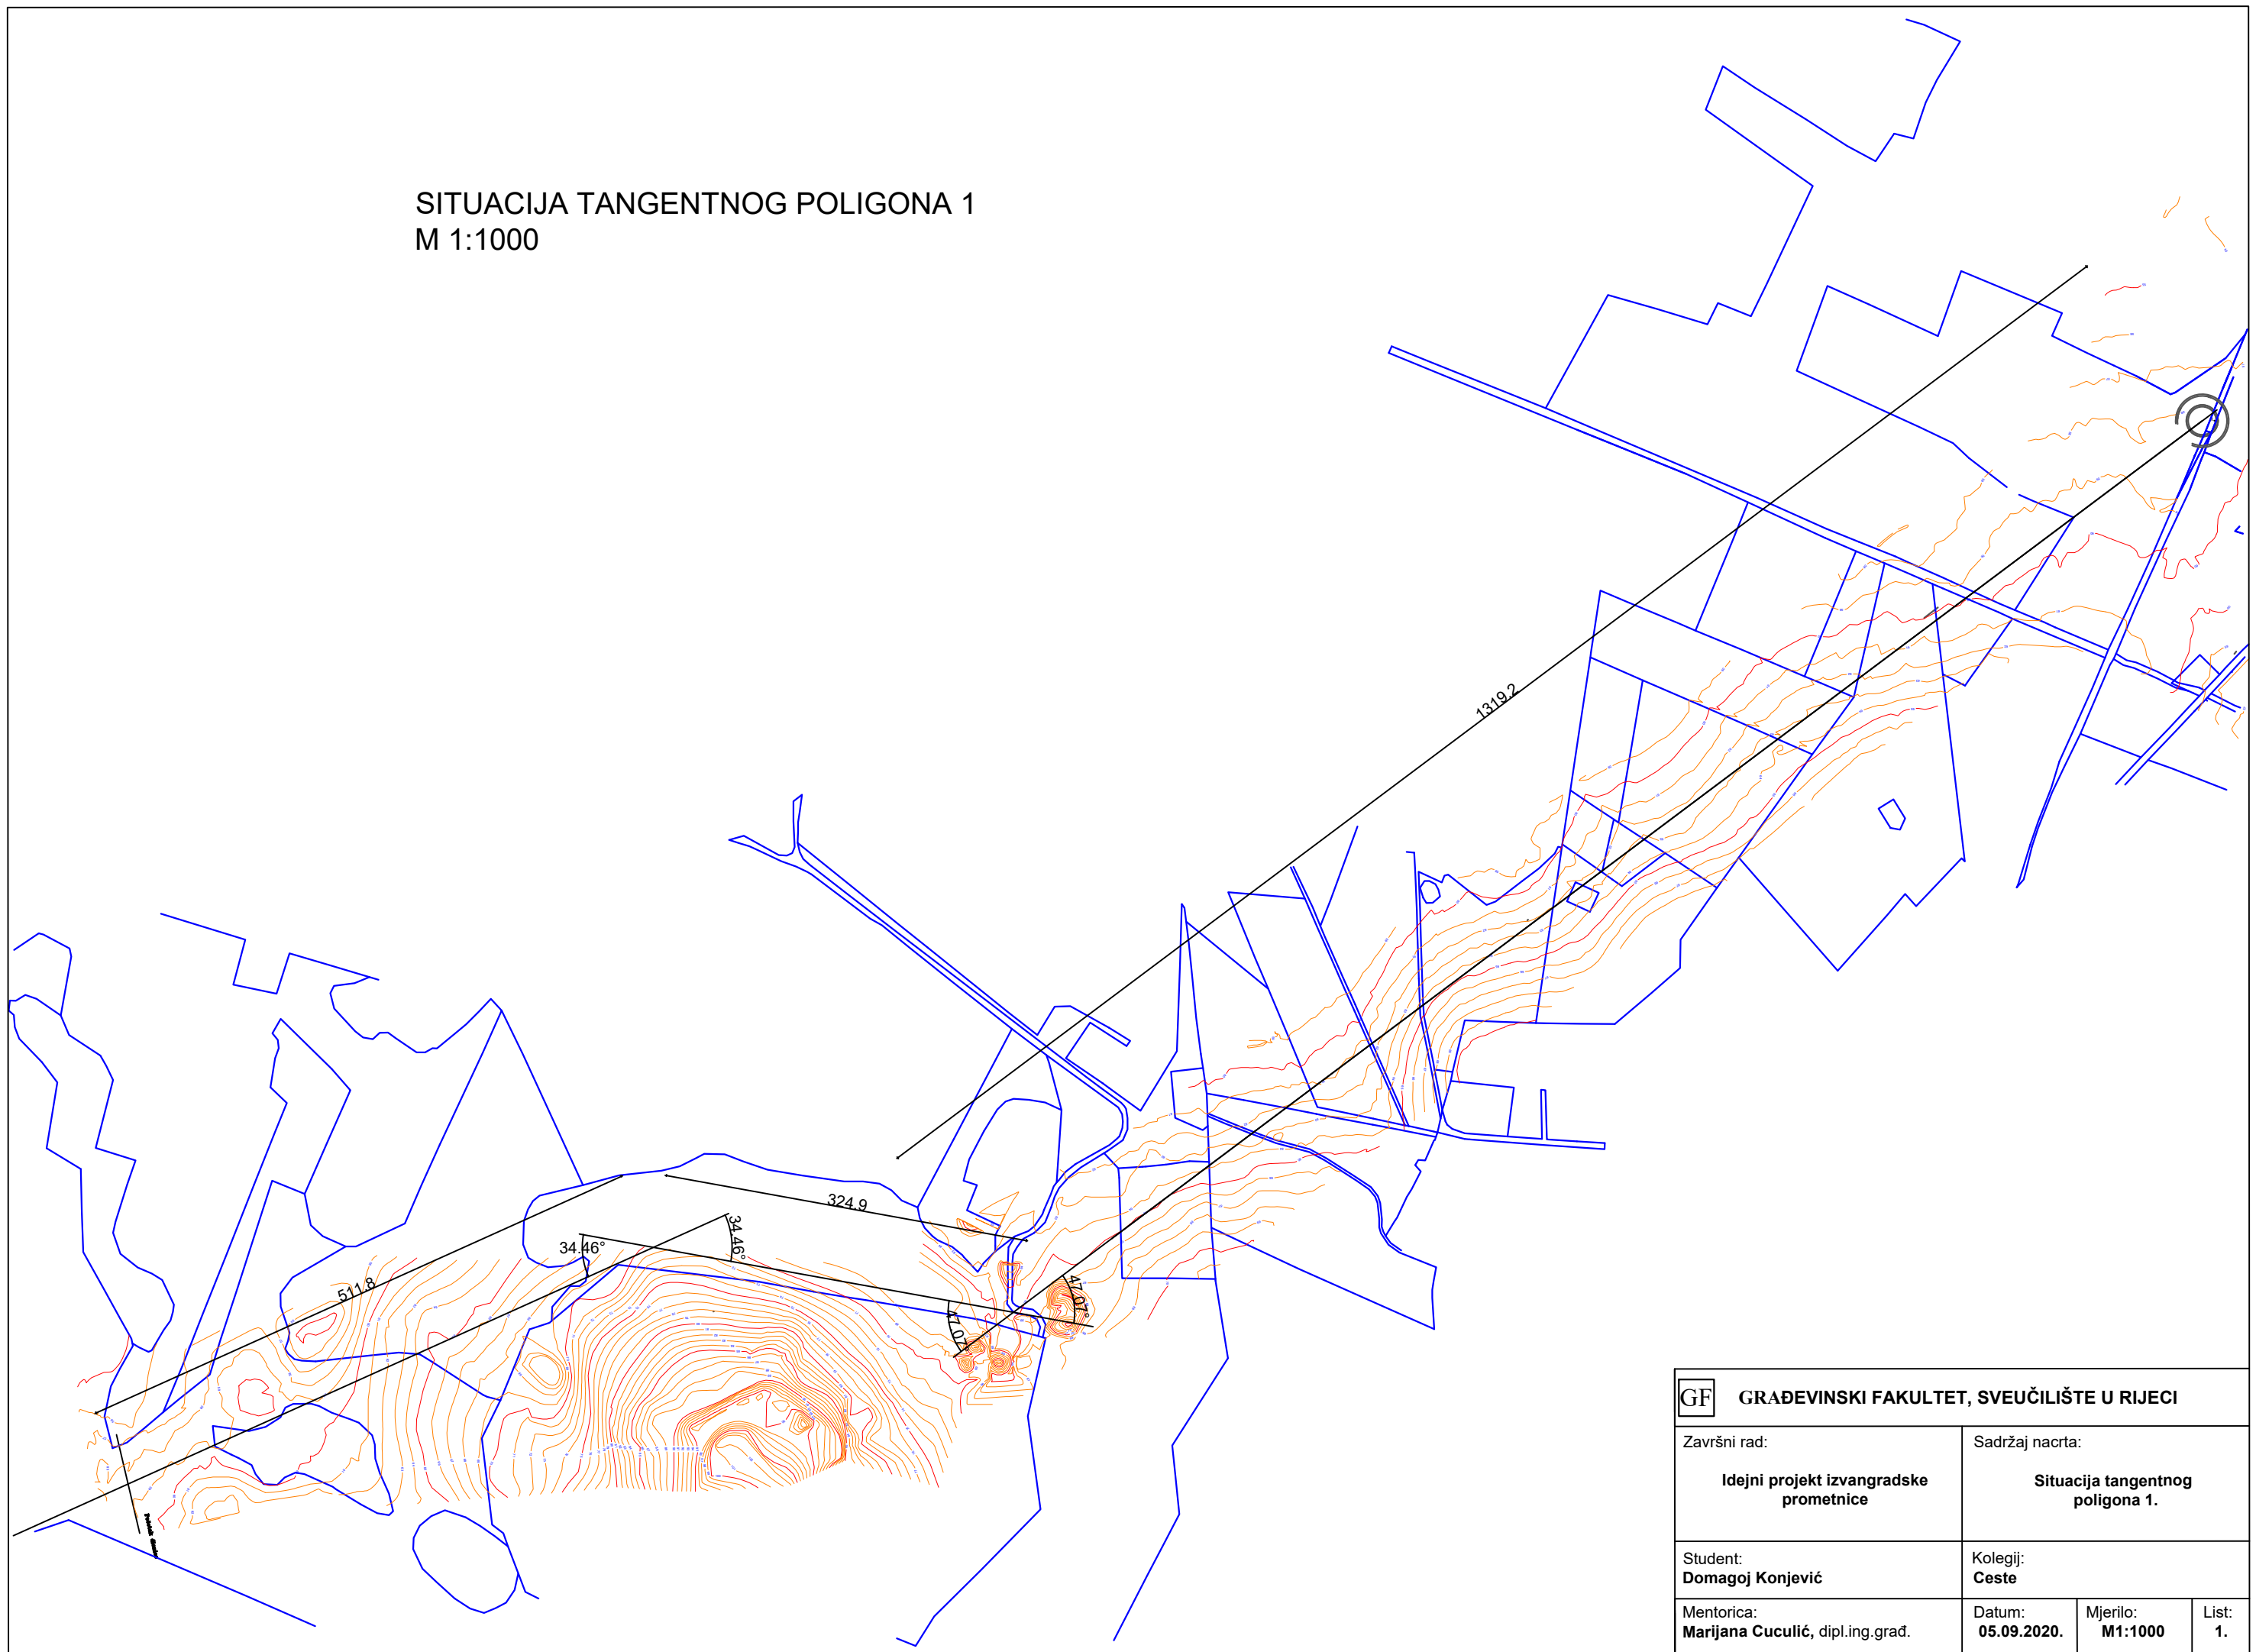 SITUACIJA TANGENTNOG POLIGONA 1
M 1:1000
1319.2
324.9
34.46°
34.46°
511.8
47.07°
47.07°
GF GRAĐEVINSKI FAKULTET, SVEUČILIŠTE U RIJECI
Završni rad:
Idejni projekt izvangradske
prometnice
Sadržaj nacrta:
Situacija tangentnog
poligona 1.
Student:
Domagoj Konjević
Kolegij:
Ceste
Mentorica:
Marijana Cuculić, dipl.ing.građ.
Datum:
05.09.2020.
Mjerilo:
M1:1000
List:
1.